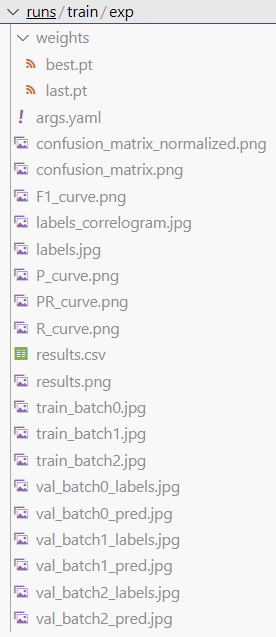 runs / train / exp
weights
best.pt
last.pt
! args.yaml
confusion_matrix_normalized.png
confusion_matrix.png
F1_curve.png
labels_correlogram.jpg
labels.jpg
P_curve.png
PR_curve.png
R_curve.png
results.csv
results.png
train_batch0.jpg
train_batch1.jpg
train_batch2.jpg
val_batch0_labels.jpg
val_batch0_pred.jpg
val_batch1_labels.jpg
val_batch1_pred.jpg
val_batch2_labels.jpg
val_batch2_pred.jpg